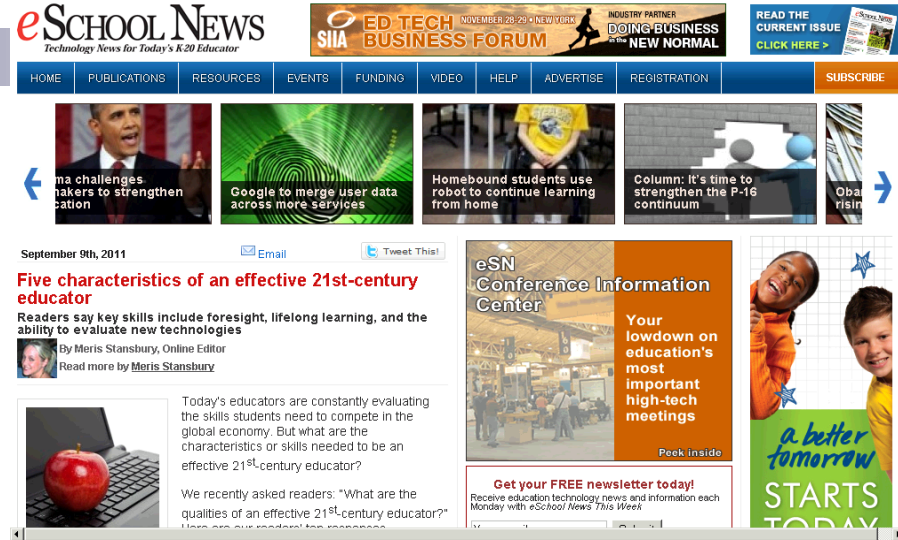 eSCHOOL NEWS
Technology News for Today's K-20 Educator
SIIA
ED TECH
BUSINESS FORUM
NOVEMBER 28-29 • NEW YORK
INDUSTRY PARTNER
DOING BUSINESS
in the NEW NORMAL
READ THE
CURRENT ISSUE
CLICK HERE >
HOME
PUBLICATIONS
RESOURCES
EVENTS
FUNDING
VIDEO
HELP
ADVERTISE
REGISTRATION
SUBSCRIBE
ma challenges
makers to strengthen
cation
Google to merge user data
across more services
Homebound students use
robot to continue learning
from home
Column: It's time to
strengthen the P-16
continuum
Oba
risin
September 9th, 2011
Email
Tweet This!
Five characteristics of an effective 21st-century
educator
Readers say key skills include foresight, lifelong learning, and the
ability to evaluate new technologies
By Meris Stansbury, Online Editor
Read more by Meris Stansbury
Today's educators are constantly evaluating
the skills students need to compete in the
global economy. But what are the
characteristics or skills needed to be an
effective 21st-century educator?
We recently asked readers: "What are the
qualities of an effective 21st-century educator?"
Here are our readers' top responses
eSN
Conference Information
Center
Your
lowdown on
education's
most
important
high-tech
meetings
Peek inside
Get your FREE newsletter today!
Receive education technology news and information each
Monday with eSchool News This Week
Submit
a better
tomorrow
STARTS
TODAY